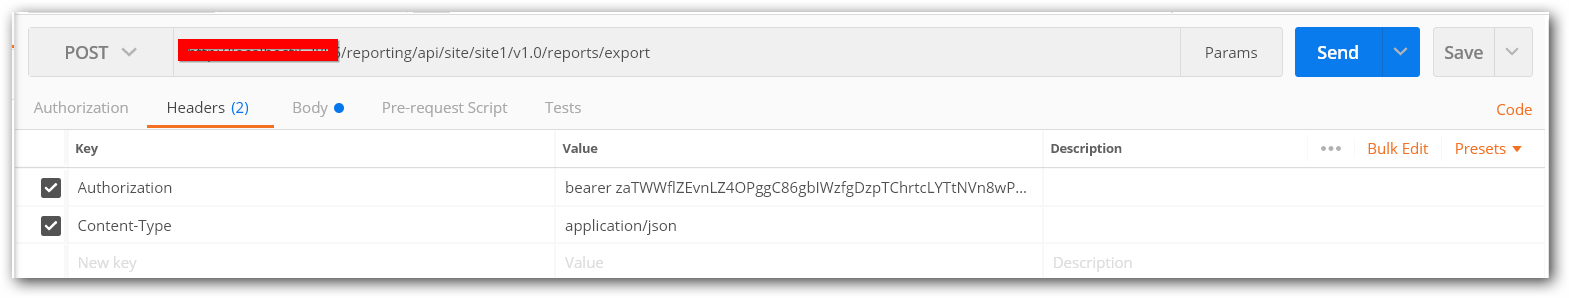 POST /reporting/api/site/site1/v1.0/reports/export Params Send Save
Authorization Headers (2) Body Pre-request Script Tests Code
Key Value Description ••• Bulk Edit Presets
Authorization bearer zaTWWflZEvnLZ4OPggC86gbIWzfgDzpTChrtcLYTtNVn8wP...
Content-Type application/json
New key Value Description